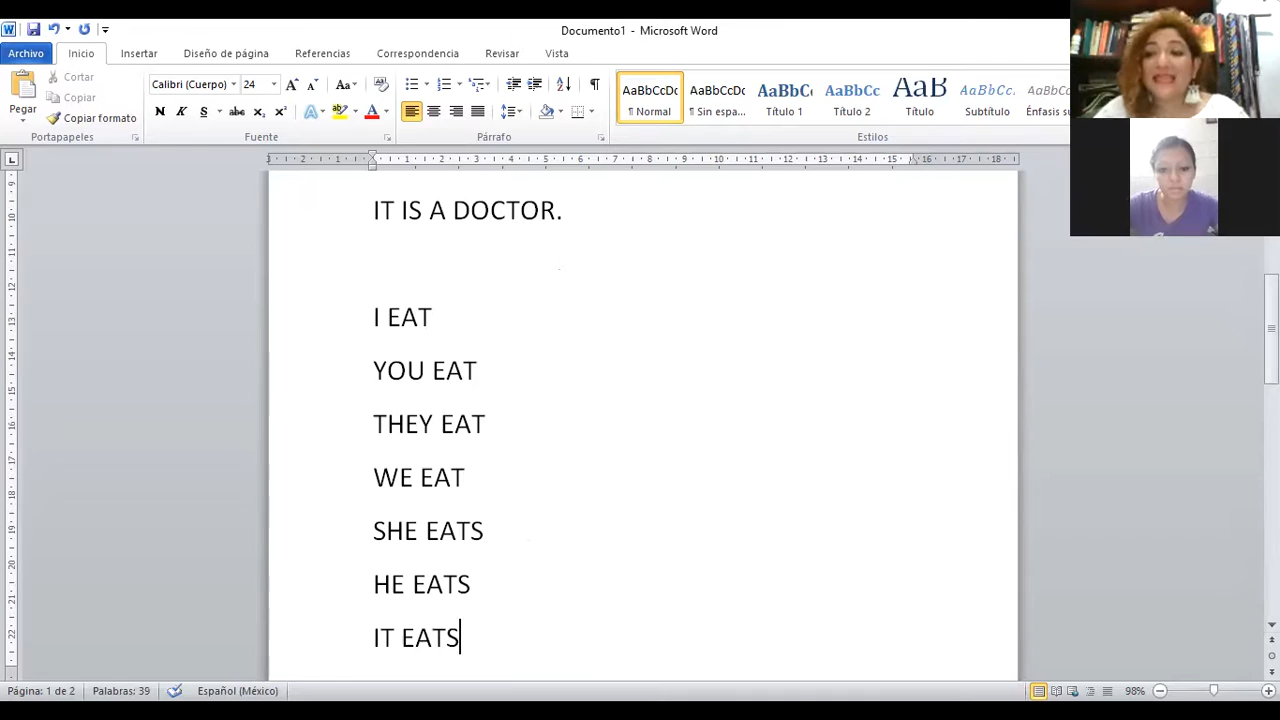 Documento1 - Microsoft Word
Archivo Inicio Insertar Diseño de página Referencias Correspondencia Revisar Vista
Pegar
Cortar
Copiar
Copiar formato
Portapapeles
Calibri (Cuerpo) 24
Fuente
Párrafo
AaBbCcDc AaBbCcDc AaBbC AaBbCc AaB AaBbCc. AaBbCc
¶ Normal ¶ Sin espa... Título 1 Título 2 Título Subtítulo Énfasis su
Estilos
IT IS A DOCTOR.
I EAT
YOU EAT
THEY EAT
WE EAT
SHE EATS
HE EATS
IT EATS
Página: 1 de 2 Palabras: 39 Español (México) 98%